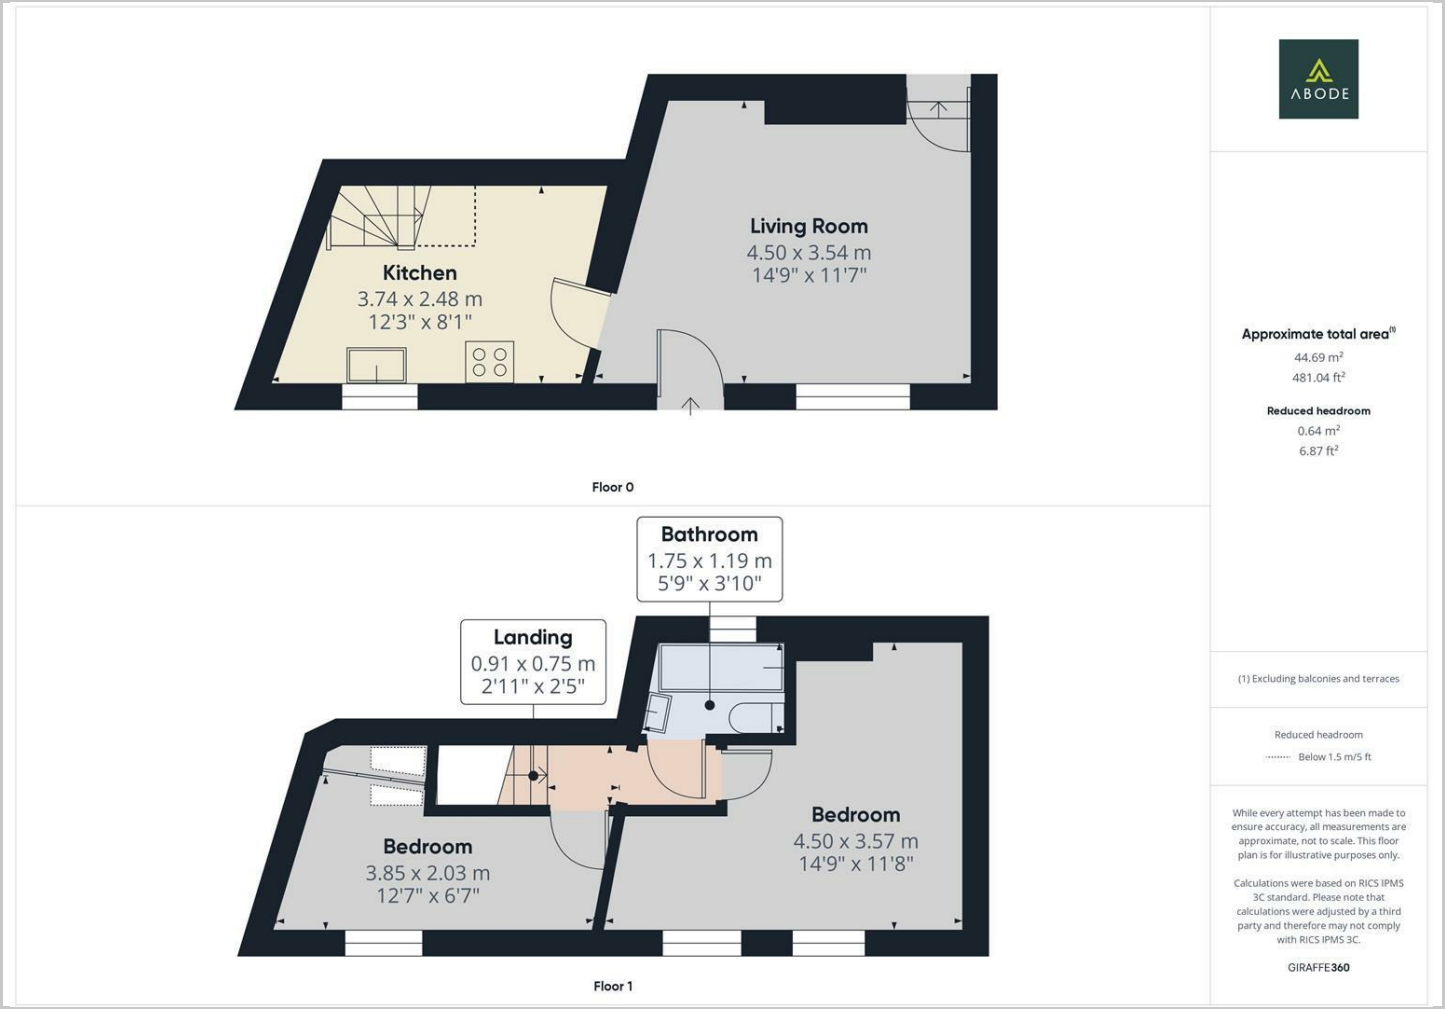 Living Room
4.50 x 3.54 m
14'9" x 11'7"
Kitchen
3.74 x 2.48 m
12'3" x 8'1"
Floor 0
Bathroom
1.75 x 1.19 m
5'9" x 3'10"
Landing
0.91 x 0.75 m
2'11" x 2'5"
Bedroom
4.50 x 3.57 m
14'9" x 11'8"
Bedroom
3.85 x 2.03 m
12'7" x 6'7"
Floor 1
ABODE
Approximate total area(1)
44.69 m²
481.04 ft²
Reduced headroom
0.64 m²
6.87 ft²
(1) Excluding balconies and terraces
Reduced headroom
Below 1.5 m/5 ft
While every attempt has been made to
ensure accuracy, all measurements are
approximate, not to scale. This floor
plan is for illustrative purposes only.
Calculations were based on RICS IPMS
3C standard. Please note that
calculations were adjusted by a third
party and therefore may not comply
with RICS IPMS 3C.
GIRAFFE360